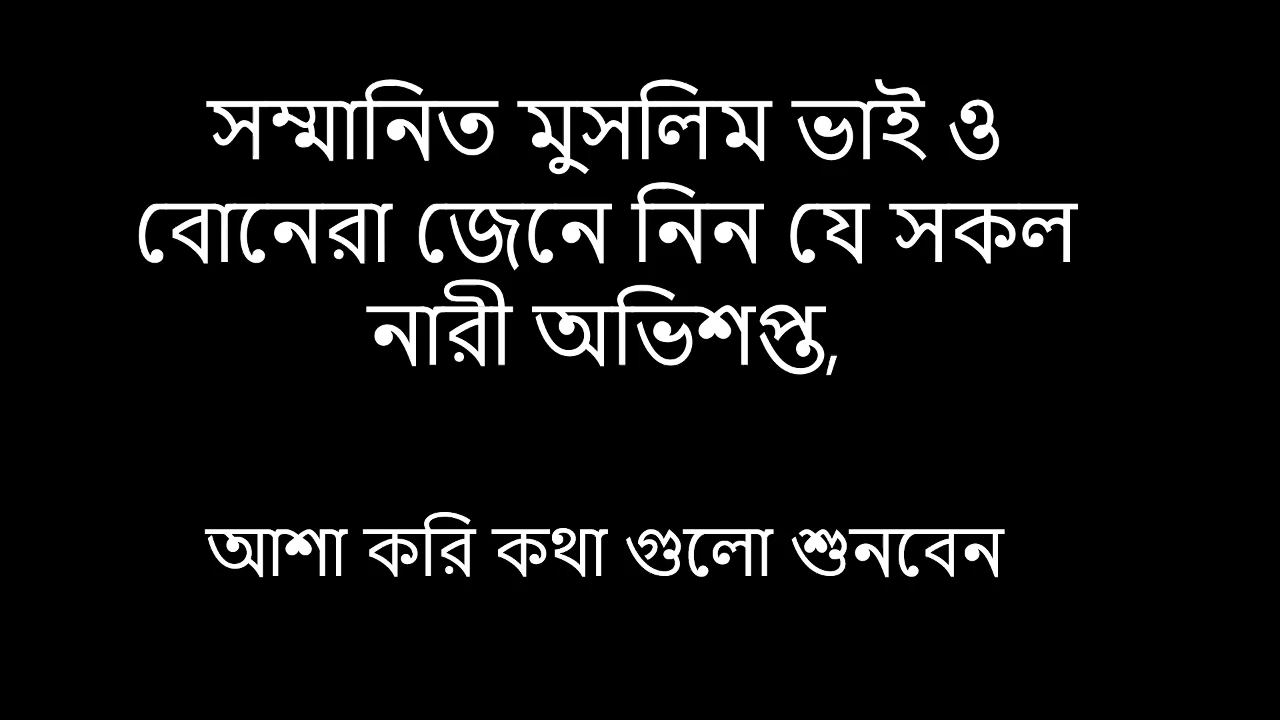 সম্মানিত মুসলিম ভাই ও
বোনেরা জেনে নিন যে সকল
নারী অভিশপ্ত,
আশা করি কথা গুলো শুনবেন